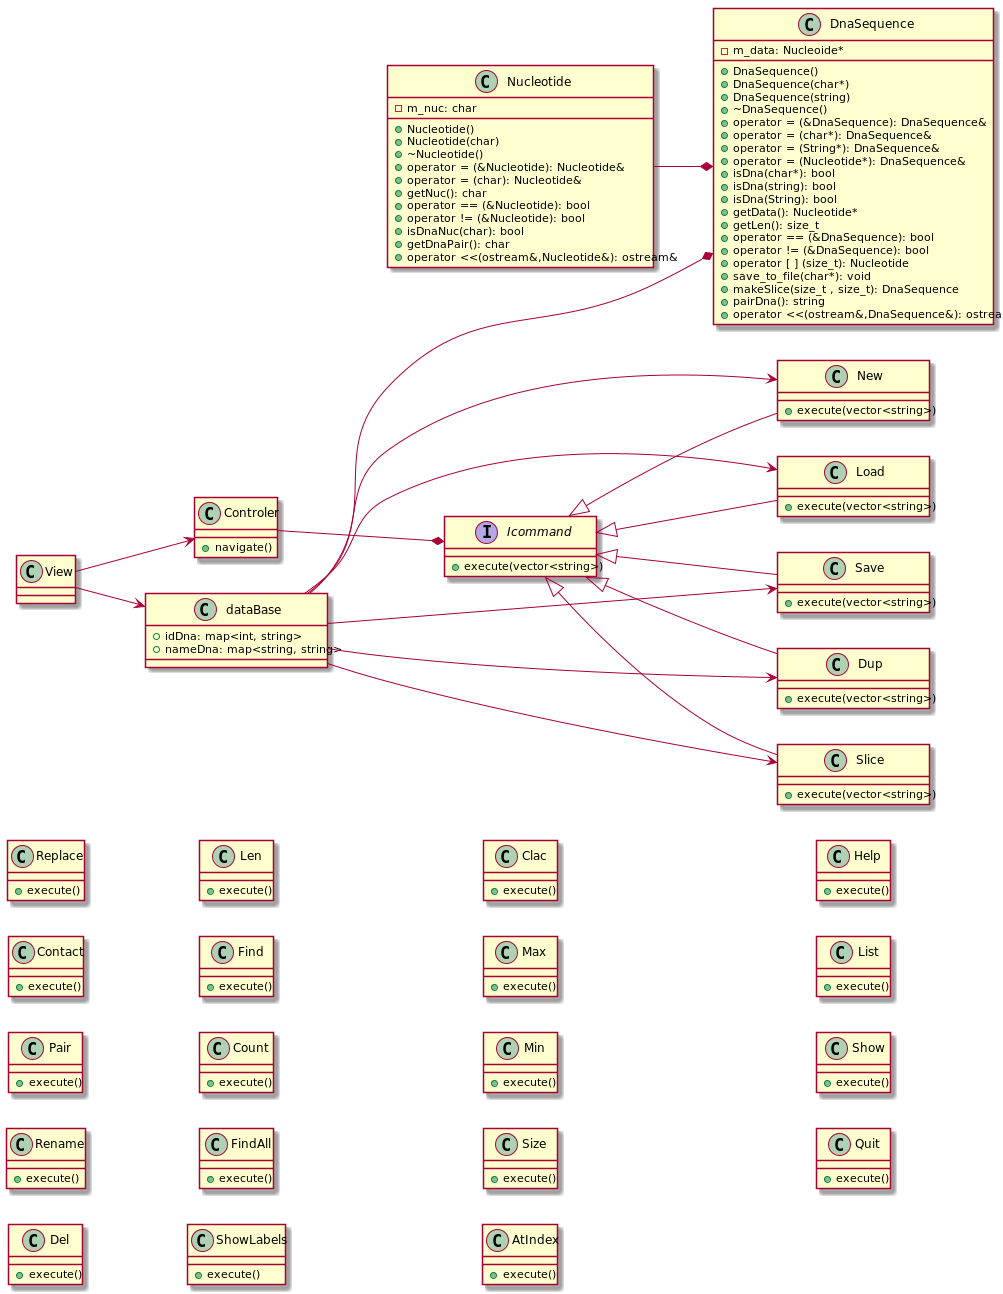 C DnaSequence
m_data: Nucleoide*
DnaSequence()
DnaSequence(char*)
DnaSequence(string)
~DnaSequence()
operator = (&DnaSequence): DnaSequence&
operator = (char*): DnaSequence&
operator = (String*): DnaSequence&
operator = (Nucleotide*): DnaSequence&
isDna(char*): bool
isDna(string): bool
isDna(String): bool
getData(): Nucleotide*
getLen(): size_t
operator == (&DnaSequence): bool
operator != (&DnaSequence): bool
operator [ ] (size_t): Nucleotide
save_to_file(char*): void
makeSlice(size_t , size_t): DnaSequence
pairDna(): string
operator <<(ostream&,DnaSequence&): ostrea
C Nucleotide
m_nuc: char
Nucleotide()
Nucleotide(char)
~Nucleotide()
operator = (&Nucleotide): Nucleotide&
operator = (char): Nucleotide&
getNuc(): char
operator == (&Nucleotide): bool
operator != (&Nucleotide): bool
isDnaNuc(char): bool
getDnaPair(): char
operator <<(ostream&,Nucleotide&): ostream&
C New
execute(vector<string>)
C Load
execute(vector<string>)
C Controler
navigate()
I Icommand
execute(vector<string>)
C View
C Save
execute(vector<string>)
C dataBase
idDna: map<int, string>
nameDna: map<string, string>
C Dup
execute(vector<string>)
C Slice
execute(vector<string>)
C Replace
execute()
C Len
execute()
C Clac
execute()
C Help
execute()
C Contact
execute()
C Find
execute()
C Max
execute()
C List
execute()
C Pair
execute()
C Count
execute()
C Min
execute()
C Show
execute()
C Rename
execute()
C FindAll
execute()
C Size
execute()
C Quit
execute()
C Del
execute()
C ShowLabels
execute()
C AtIndex
execute()